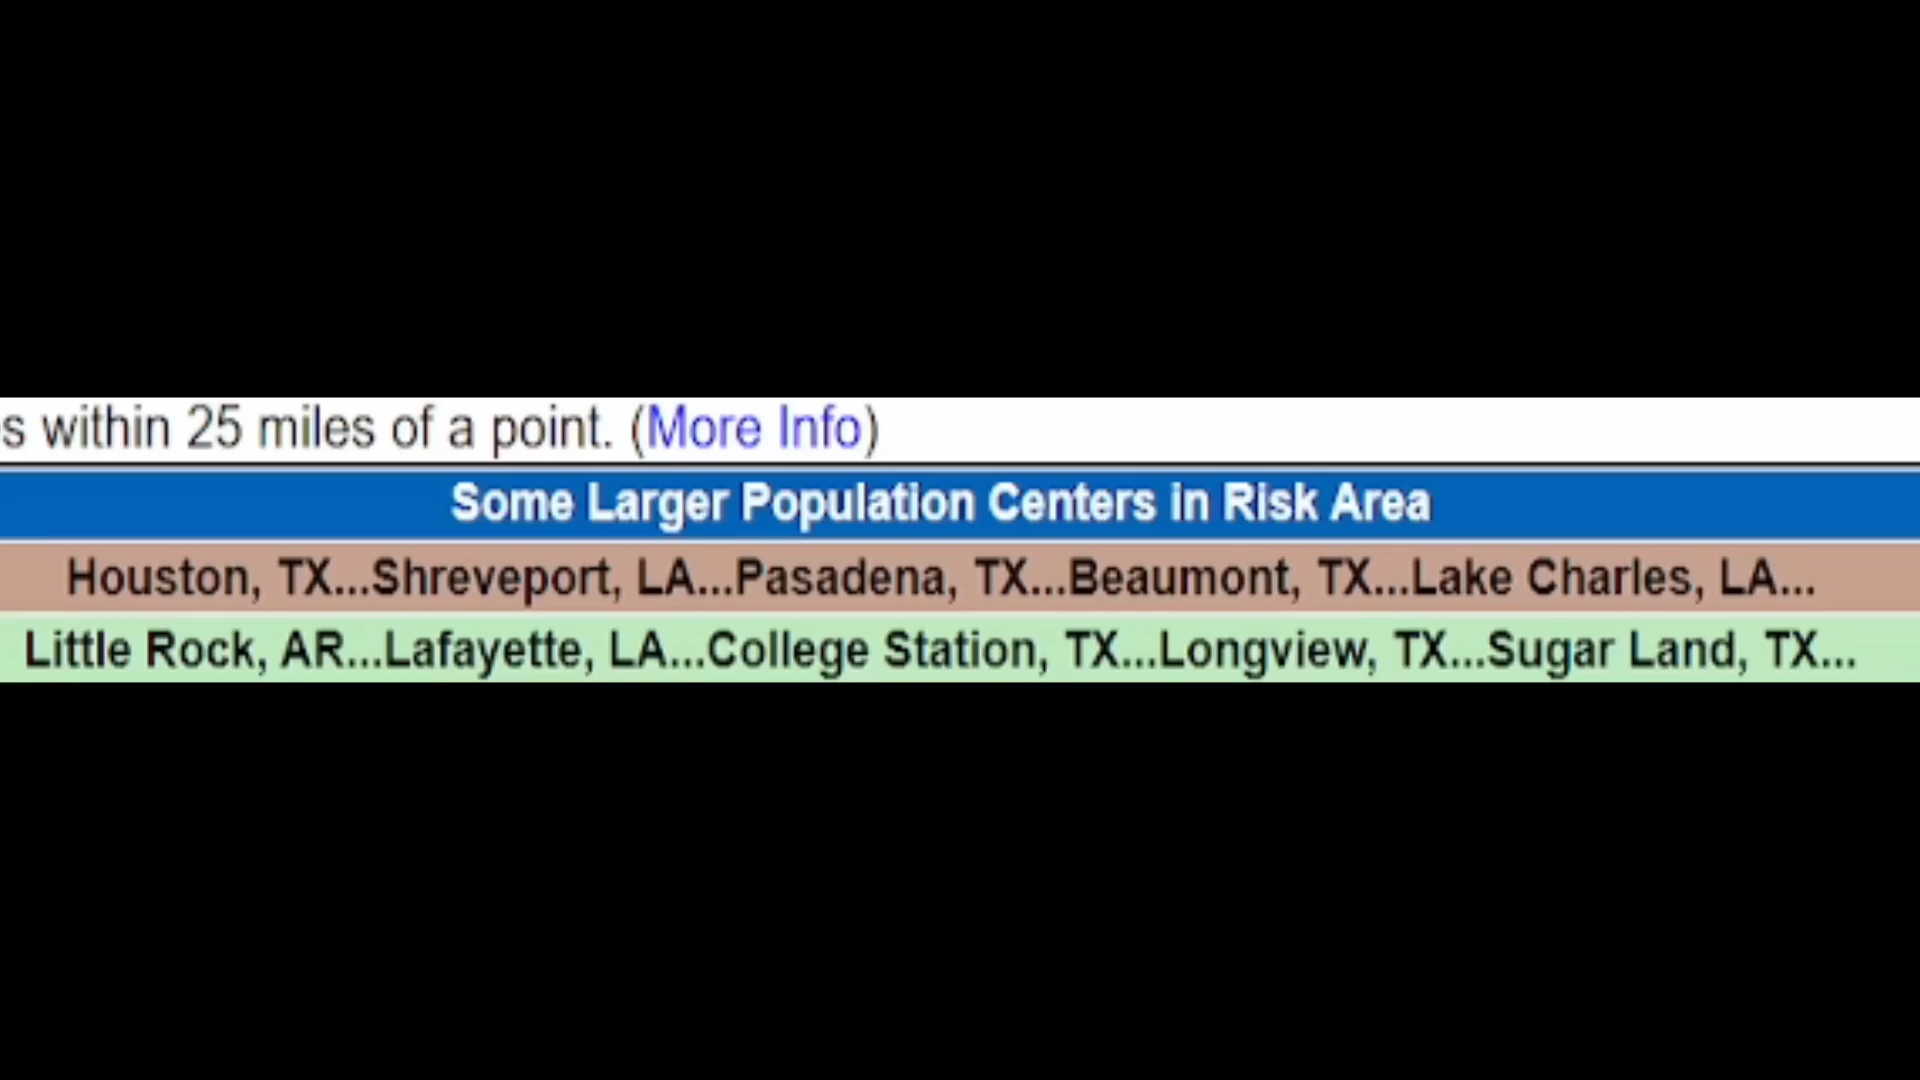 s within 25 miles of a point. (More Info)
Some Larger Population Centers in Risk Area
Houston, TX...Shreveport, LA...Pasadena, TX...Beaumont, TX...Lake Charles, LA...
Little Rock, AR...Lafayette, LA...College Station, TX...Longview, TX...Sugar Land, TX...